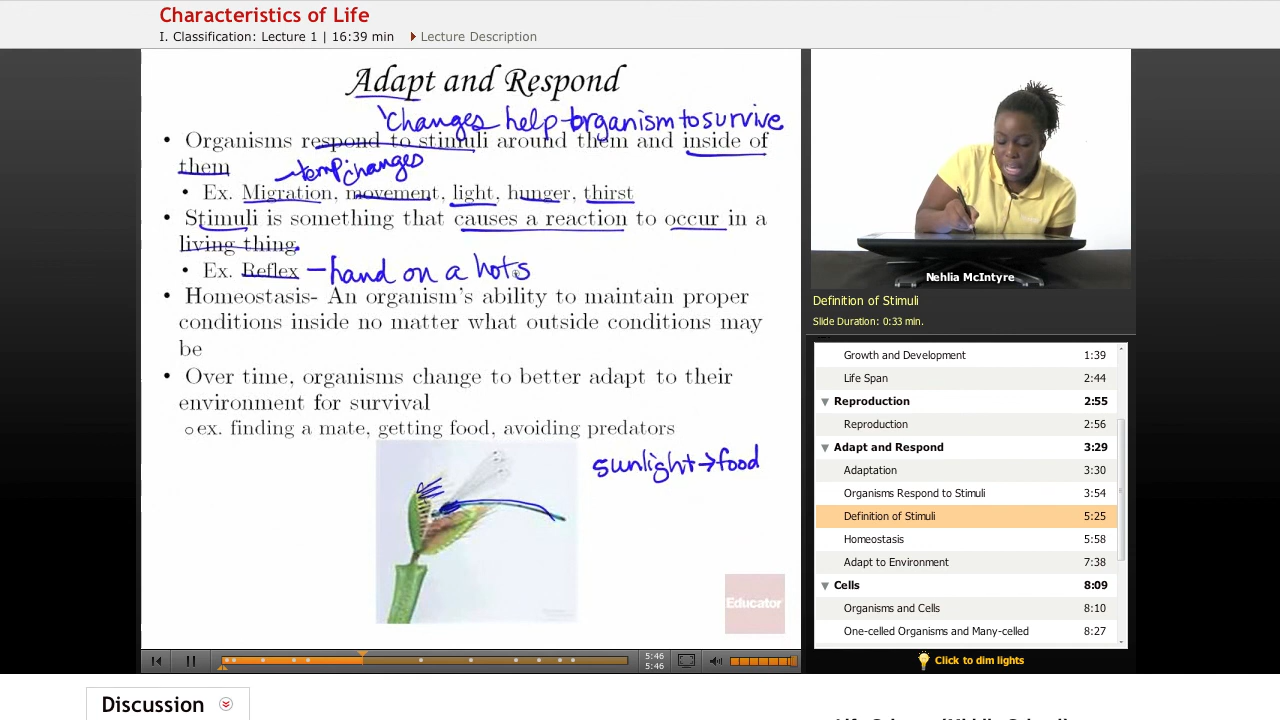 Characteristics of Life
I. Classification: Lecture 1 | 16:39 min Lecture Description
Adapt and Respond
Changes help organism to survive
• Organisms respond to stimuli around them and inside of
them
temp changes
• Ex. Migration, movement, light, hunger, thirst
• Stimuli is something that causes a reaction to occur in a
living thing.
• Ex. Reflex – hand on a hot s
• Homeostasis- An organism's ability to maintain proper
conditions inside no matter what outside conditions may
be
• Over time, organisms change to better adapt to their
environment for survival
o ex. finding a mate, getting food, avoiding predators
sunlight → food
Educator
5:46
5:46
Nehlia McIntyre
Definition of Stimuli
Slide Duration: 0:33 min.
Growth and Development 1:39
Life Span 2:44
Reproduction 2:55
Reproduction 2:56
Adapt and Respond 3:29
Adaptation 3:30
Organisms Respond to Stimuli 3:54
Definition of Stimuli 5:25
Homeostasis 5:58
Adapt to Environment 7:38
Cells 8:09
Organisms and Cells 8:10
One-celled Organisms and Many-celled 8:27
Click to dim lights
Discussion